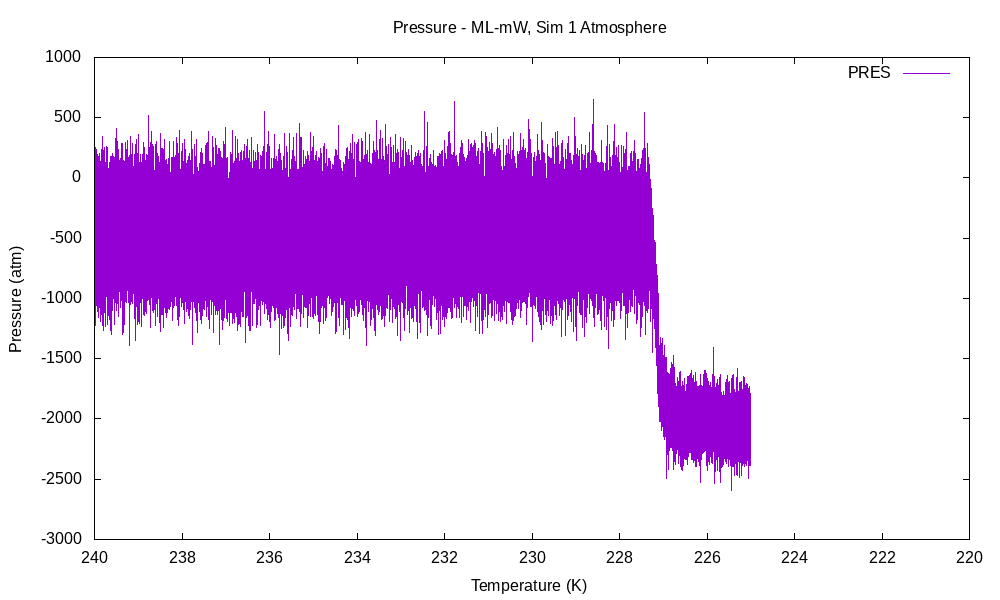 Pressure - ML-mW, Sim 1 Atmosphere
PRES
1000
500
0
-500
-1000
-1500
-2000
-2500
-3000
Pressure (atm)
240 238 236 234 232 230 228 226 224 222 220
Temperature (K)